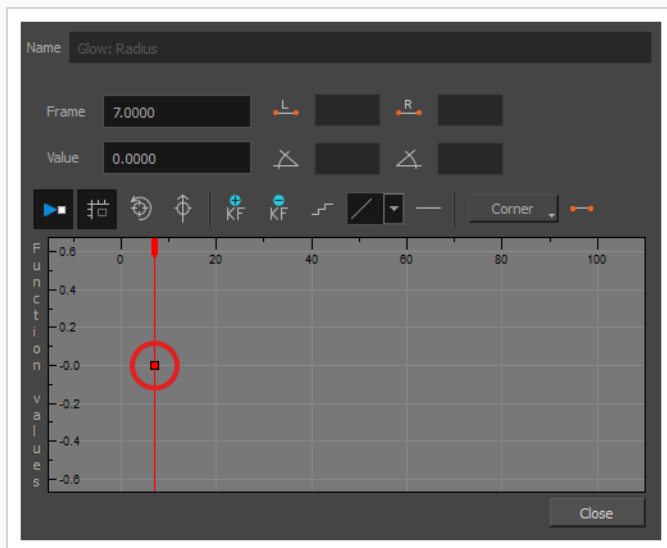 Name Glow: Radius
Frame 7.0000 L R
Value 0.0000
KF KF Corner
Function values
0 20 40 60 80 100
-0.6
-0.4
-0.2
-0.0
-0.2
-0.4
-0.6
Close